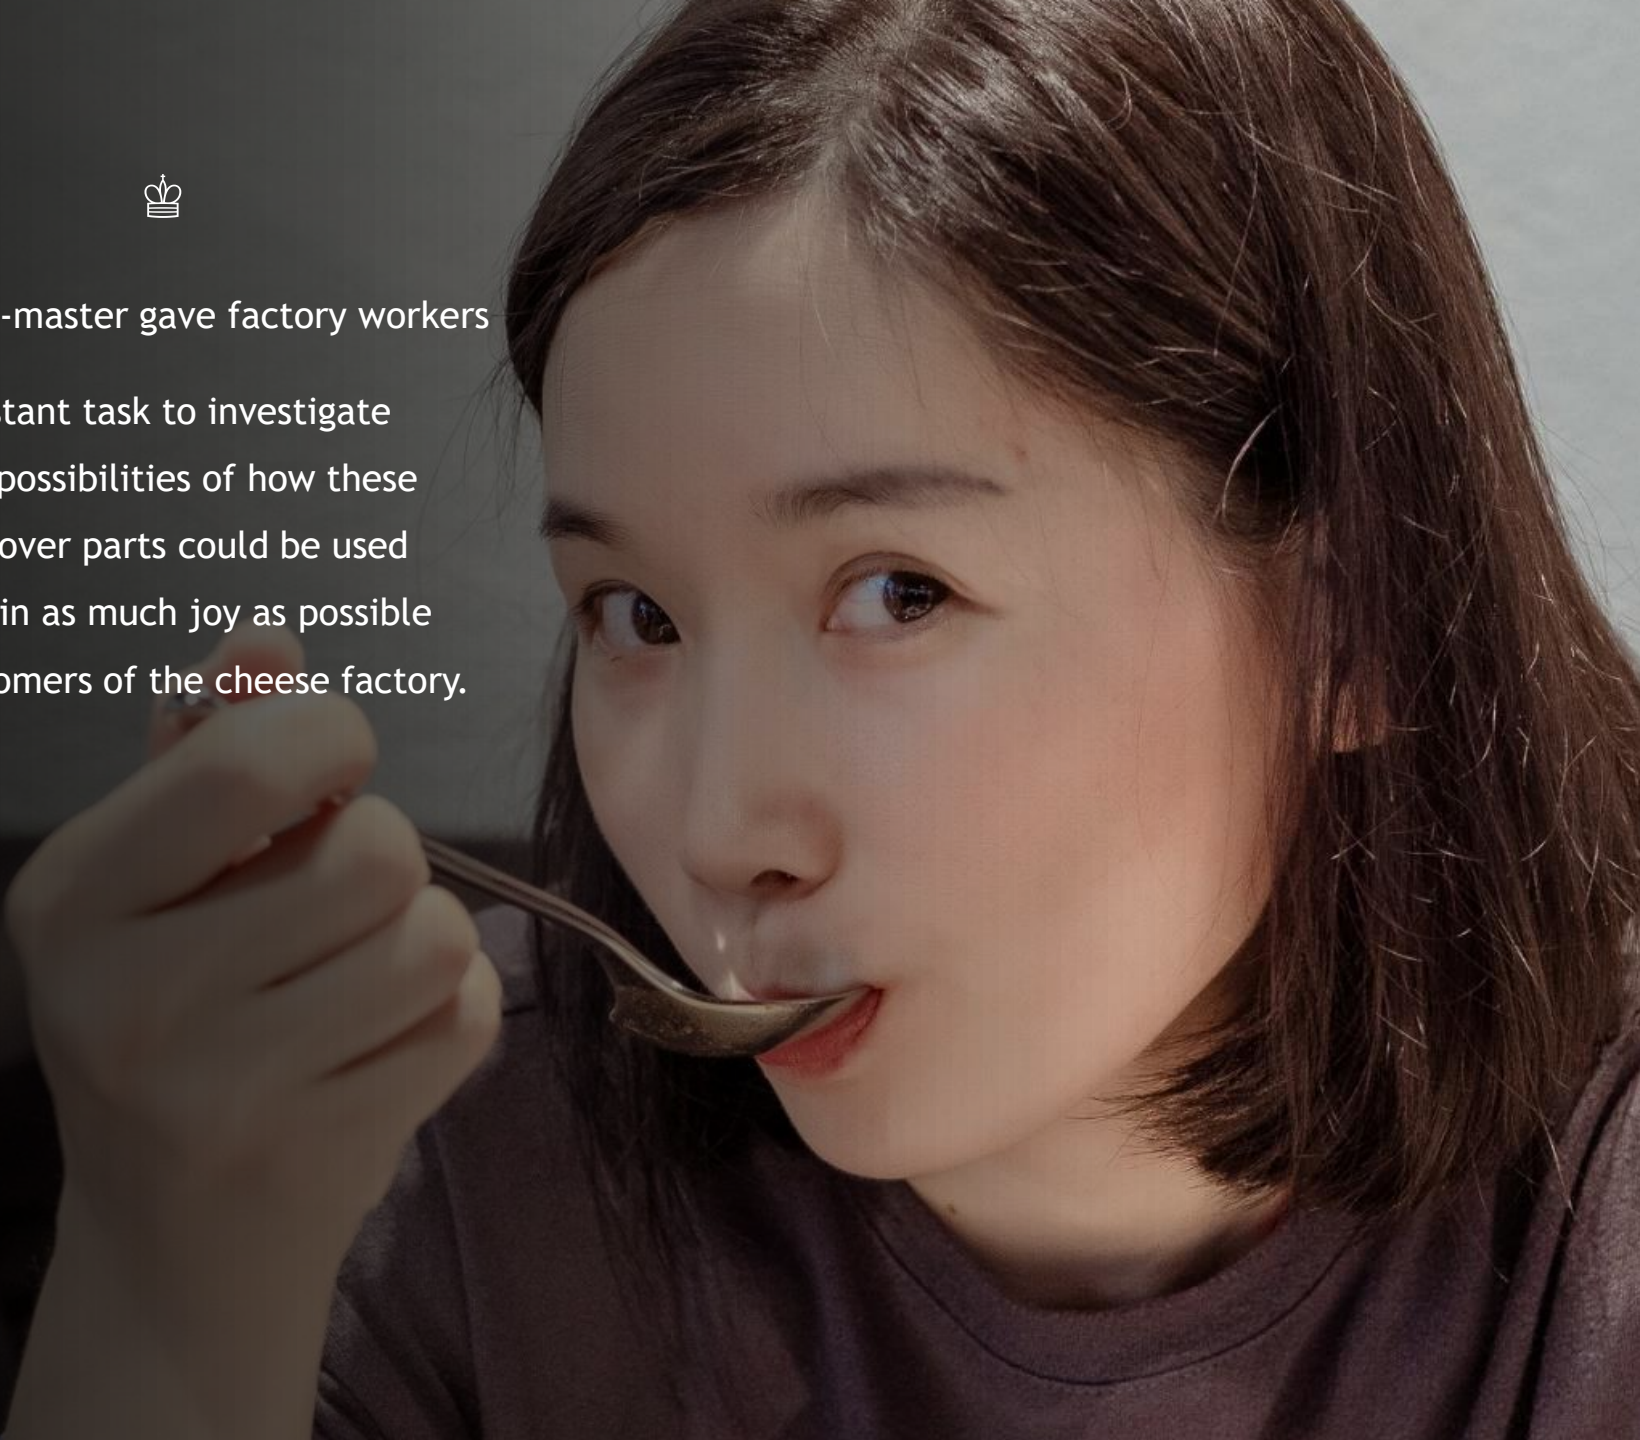 -master gave factory workers
tant task to investigate
possibilities of how these
over parts could be used
in as much joy as possible
omers of the cheese factory.